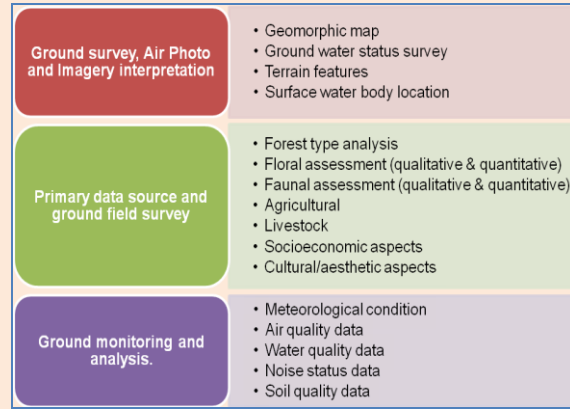 Ground survey, Air Photo
and Imagery interpretation
• Geomorphic map
• Ground water status survey
• Terrain features
• Surface water body location
Primary data source and
ground field survey
• Forest type analysis
• Floral assessment (qualitative & quantitative)
• Faunal assessment (qualitative & quantitative)
• Agricultural
• Livestock
• Socioeconomic aspects
• Cultural/aesthetic aspects
Ground monitoring and
analysis.
• Meteorological condition
• Air quality data
• Water quality data
• Noise status data
• Soil quality data